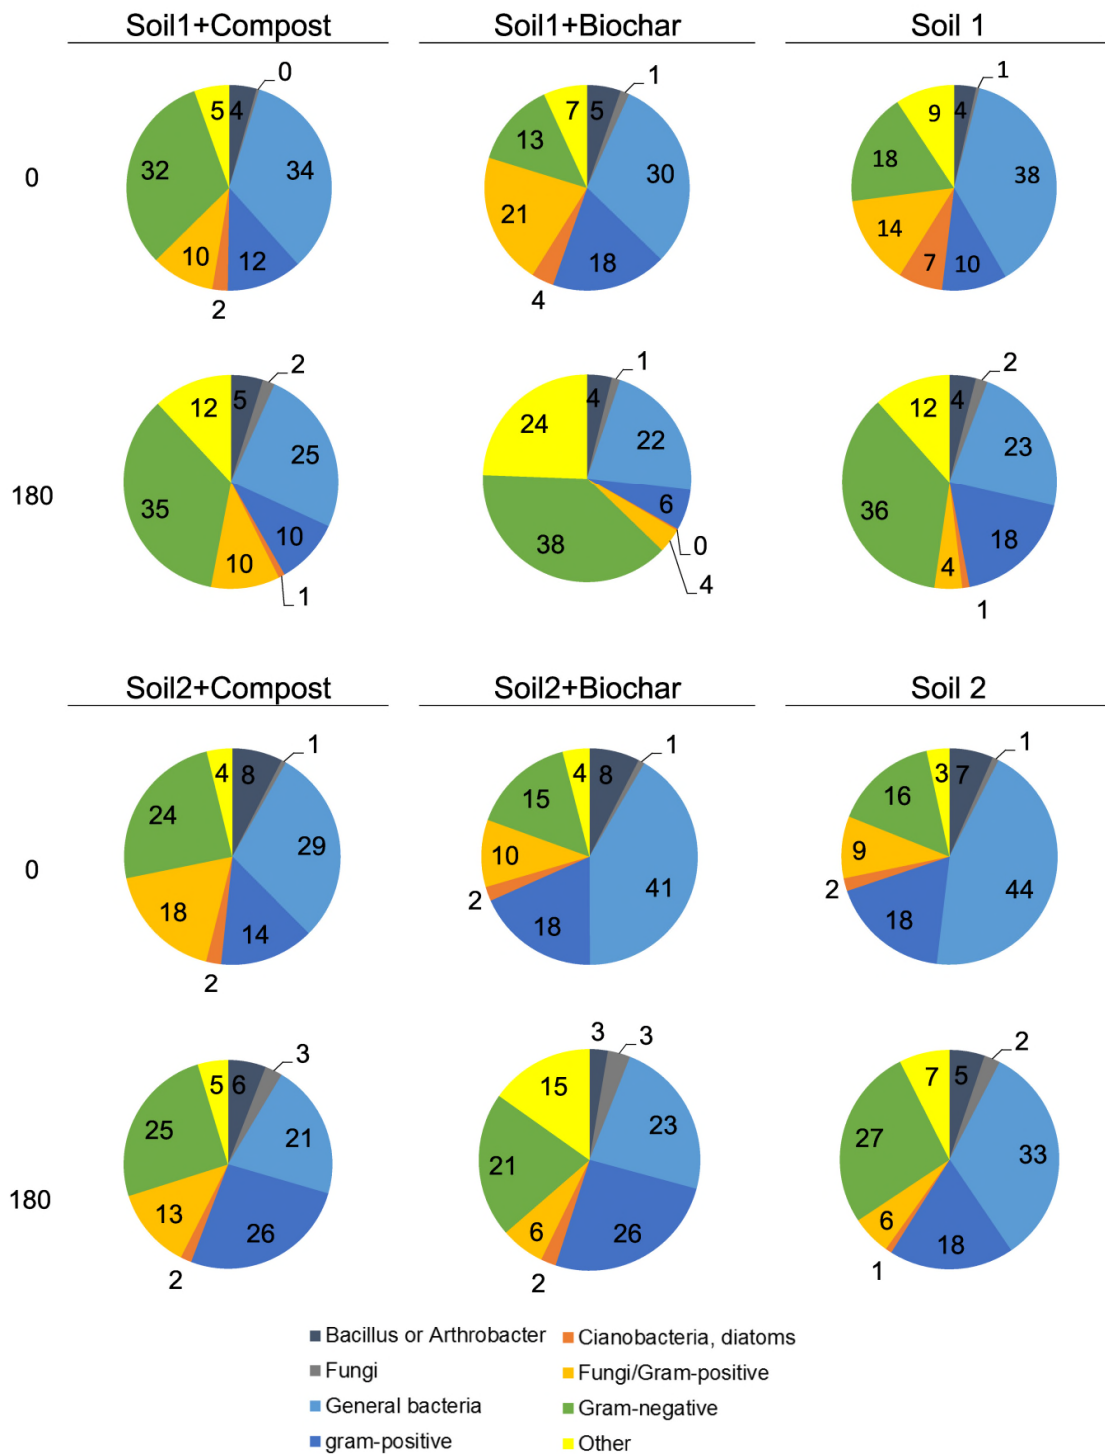 Soil1+Compost Soil1+Biochar Soil 1
0
0 4 34 12 2 10 32 5
1 5 30 18 4 21 13 7
1 4 38 10 7 14 18 9
180
2 5 25 10 1 10 35 12
1 4 22 6 0 4 38 24
2 4 23 18 1 4 36 12
Soil2+Compost Soil2+Biochar Soil 2
0
1 8 29 14 2 18 24 4
1 8 41 18 2 10 15 4
1 7 44 18 2 9 16 3
180
3 6 21 26 2 13 25 5
3 3 23 26 2 6 21 15
2 5 33 18 1 6 27 7
Bacillus or Arthrobacter Cianobacteria, diatoms
Fungi Fungi/Gram-positive
General bacteria Gram-negative
gram-positive Other